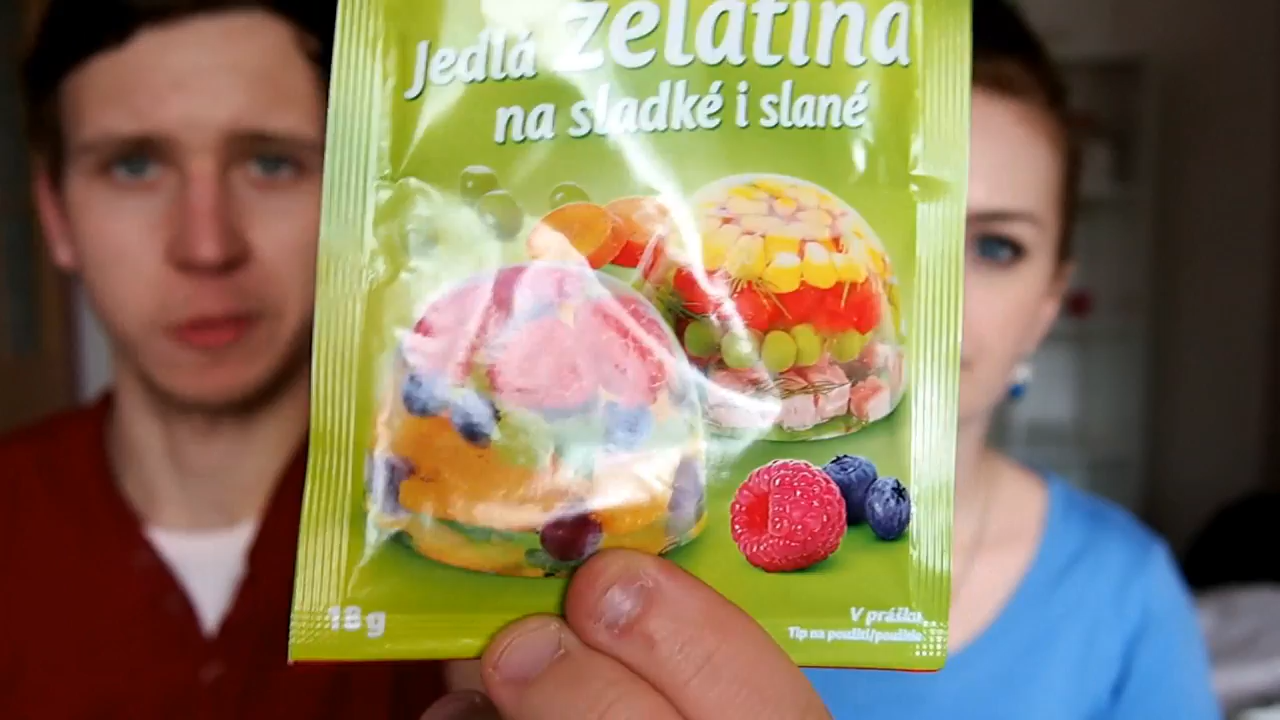 Jedlá želatina
na sladké i slané
18 g
V prášku
Tip na použití/použitie